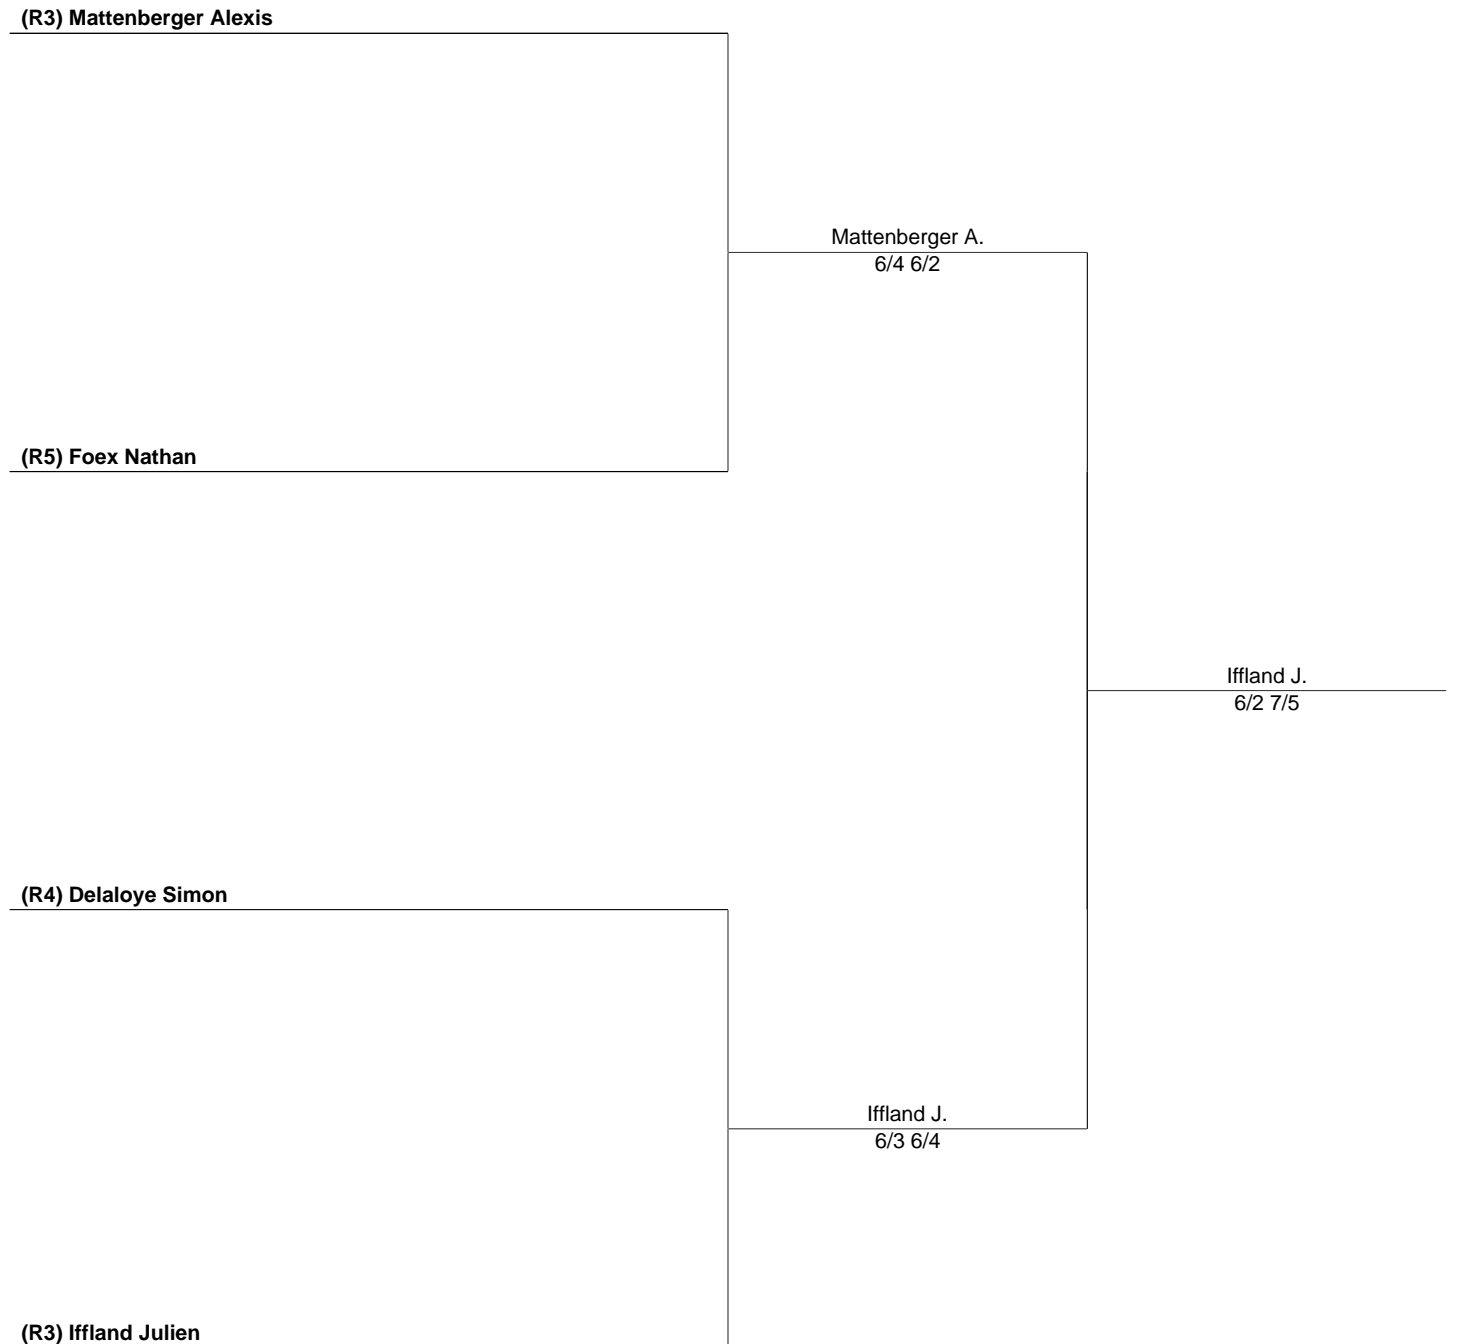 (R3) Mattenberger Alexis
Mattenberger A.
6/4 6/2
(R5) Foex Nathan
Iffland J.
6/2 7/5
(R4) Delaloye Simon
Iffland J.
6/3 6/4
(R3) Iffland Julien